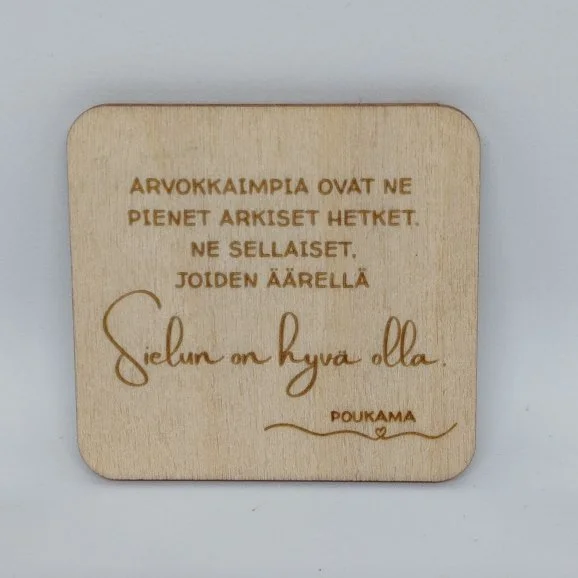 ARVOKKAIMPIA OVAT NE
PIENET ARKISET HETKET.
NE SELLAISET,
JOIDEN ÄÄRELLÄ
Sielun on hyvä olla.
POUKAMA